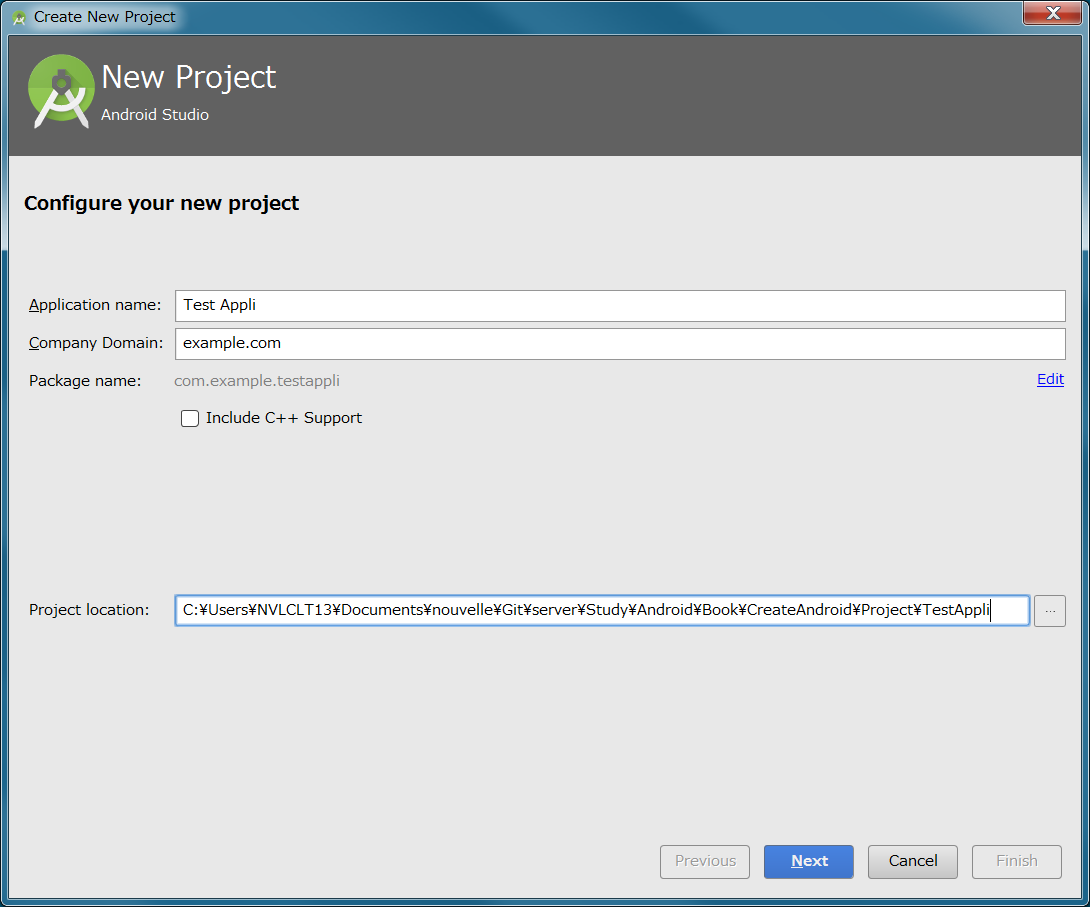 Create New Project
New Project
Android Studio
Configure your new project
Application name: Test Appli
Company Domain: example.com
Package name: com.example.testappli Edit
Include C++ Support
Project location: C:¥Users¥NVLCLT13¥Documents¥nouvelle¥Git¥server¥Study¥Android¥Book¥CreateAndroid¥Project¥TestAppli ...
Previous Next Cancel Finish